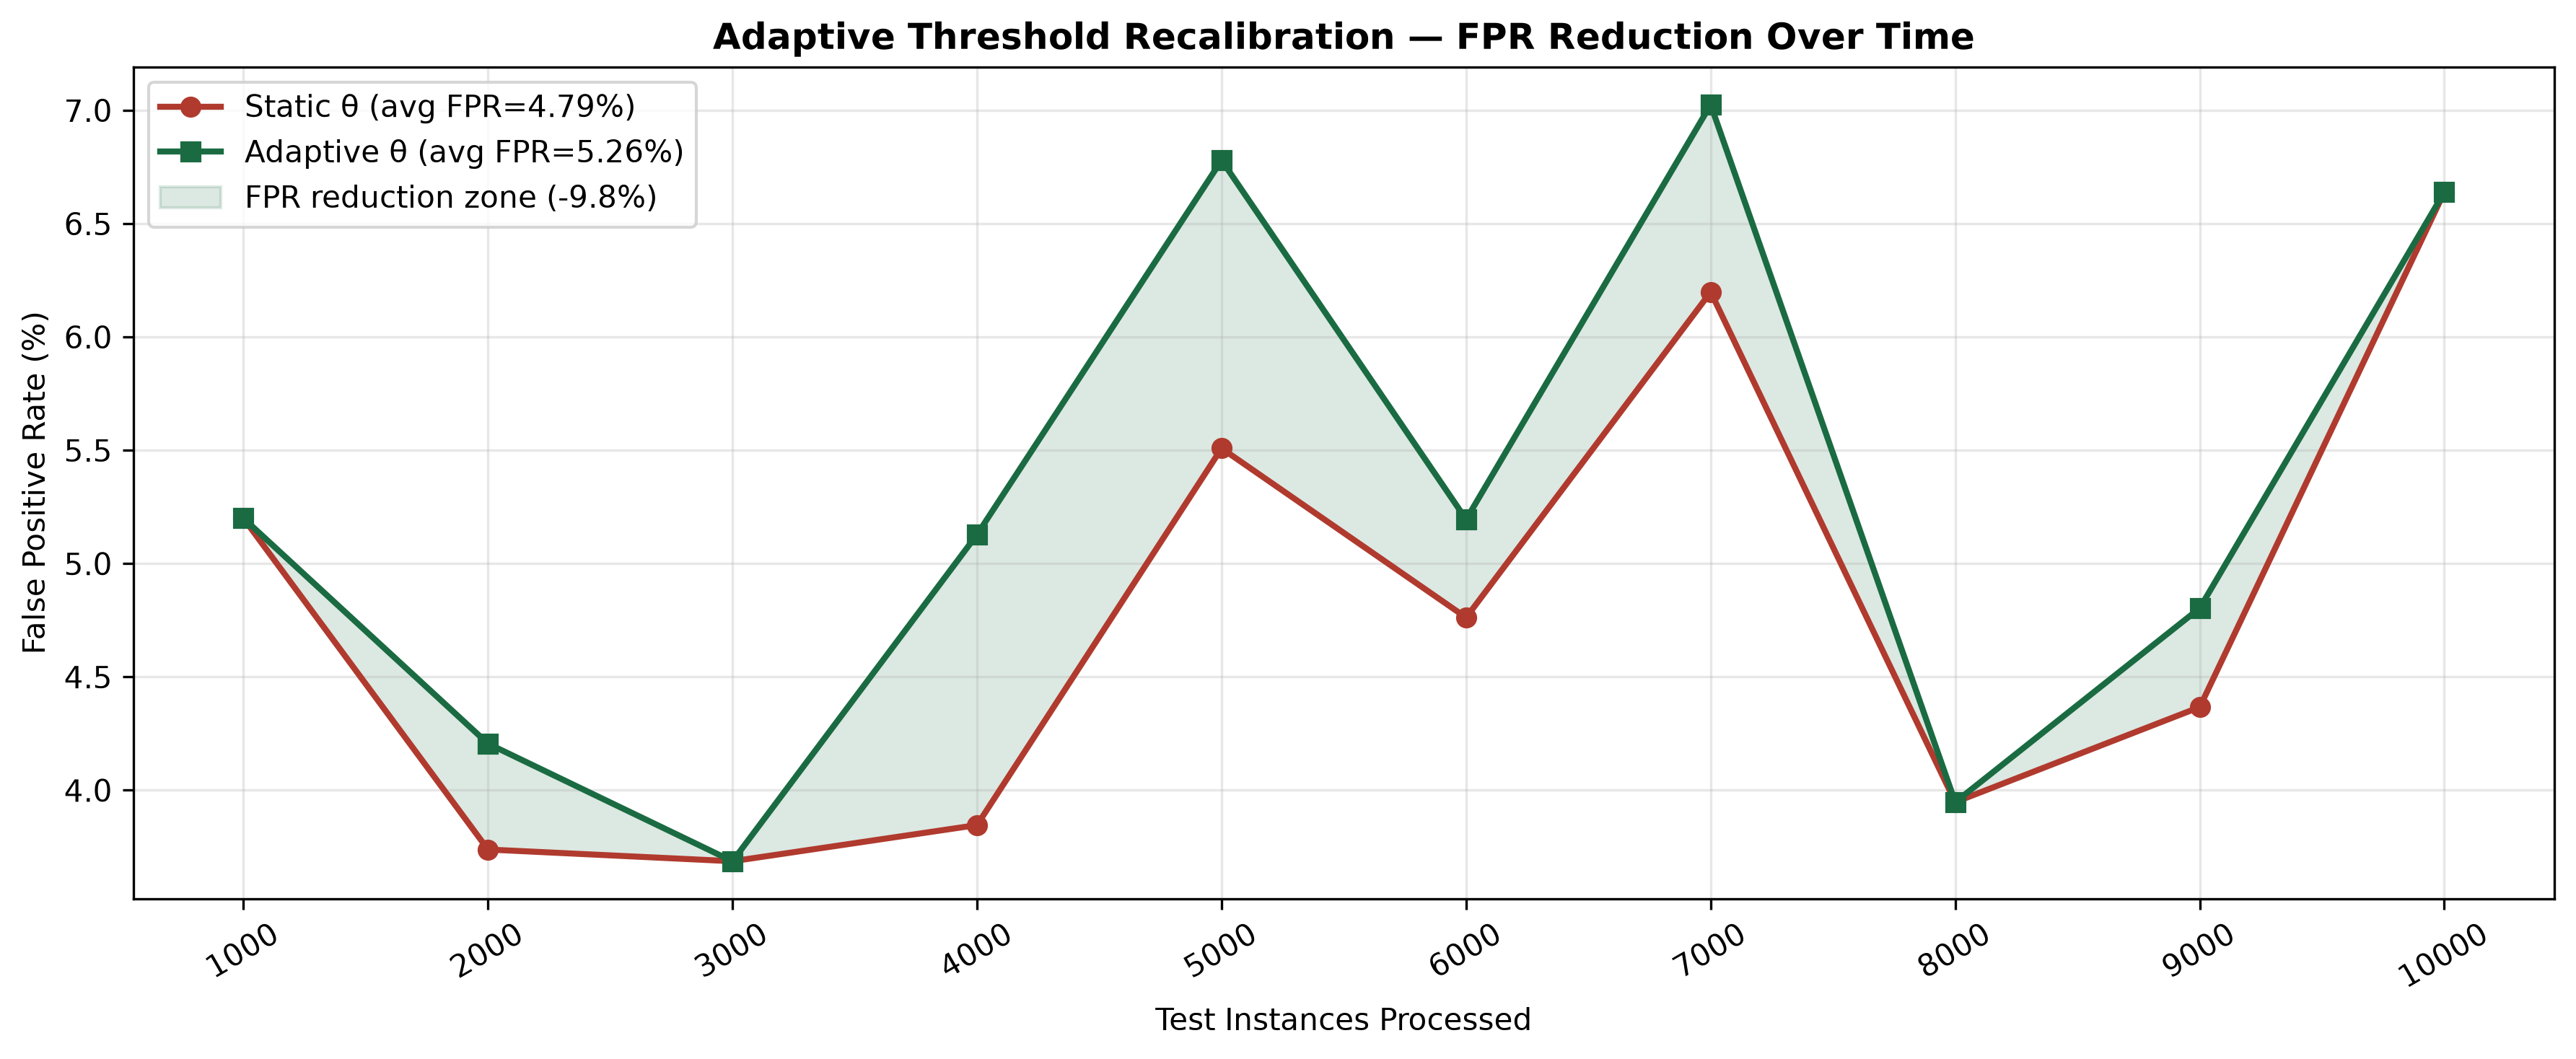 Adaptive Threshold Recalibration — FPR Reduction Over Time
Static θ (avg FPR=4.79%)
Adaptive θ (avg FPR=5.26%)
FPR reduction zone (-9.8%)
False Positive Rate (%)
7.0
6.5
6.0
5.5
5.0
4.5
4.0
1000
2000
3000
4000
5000
6000
7000
8000
9000
10000
Test Instances Processed